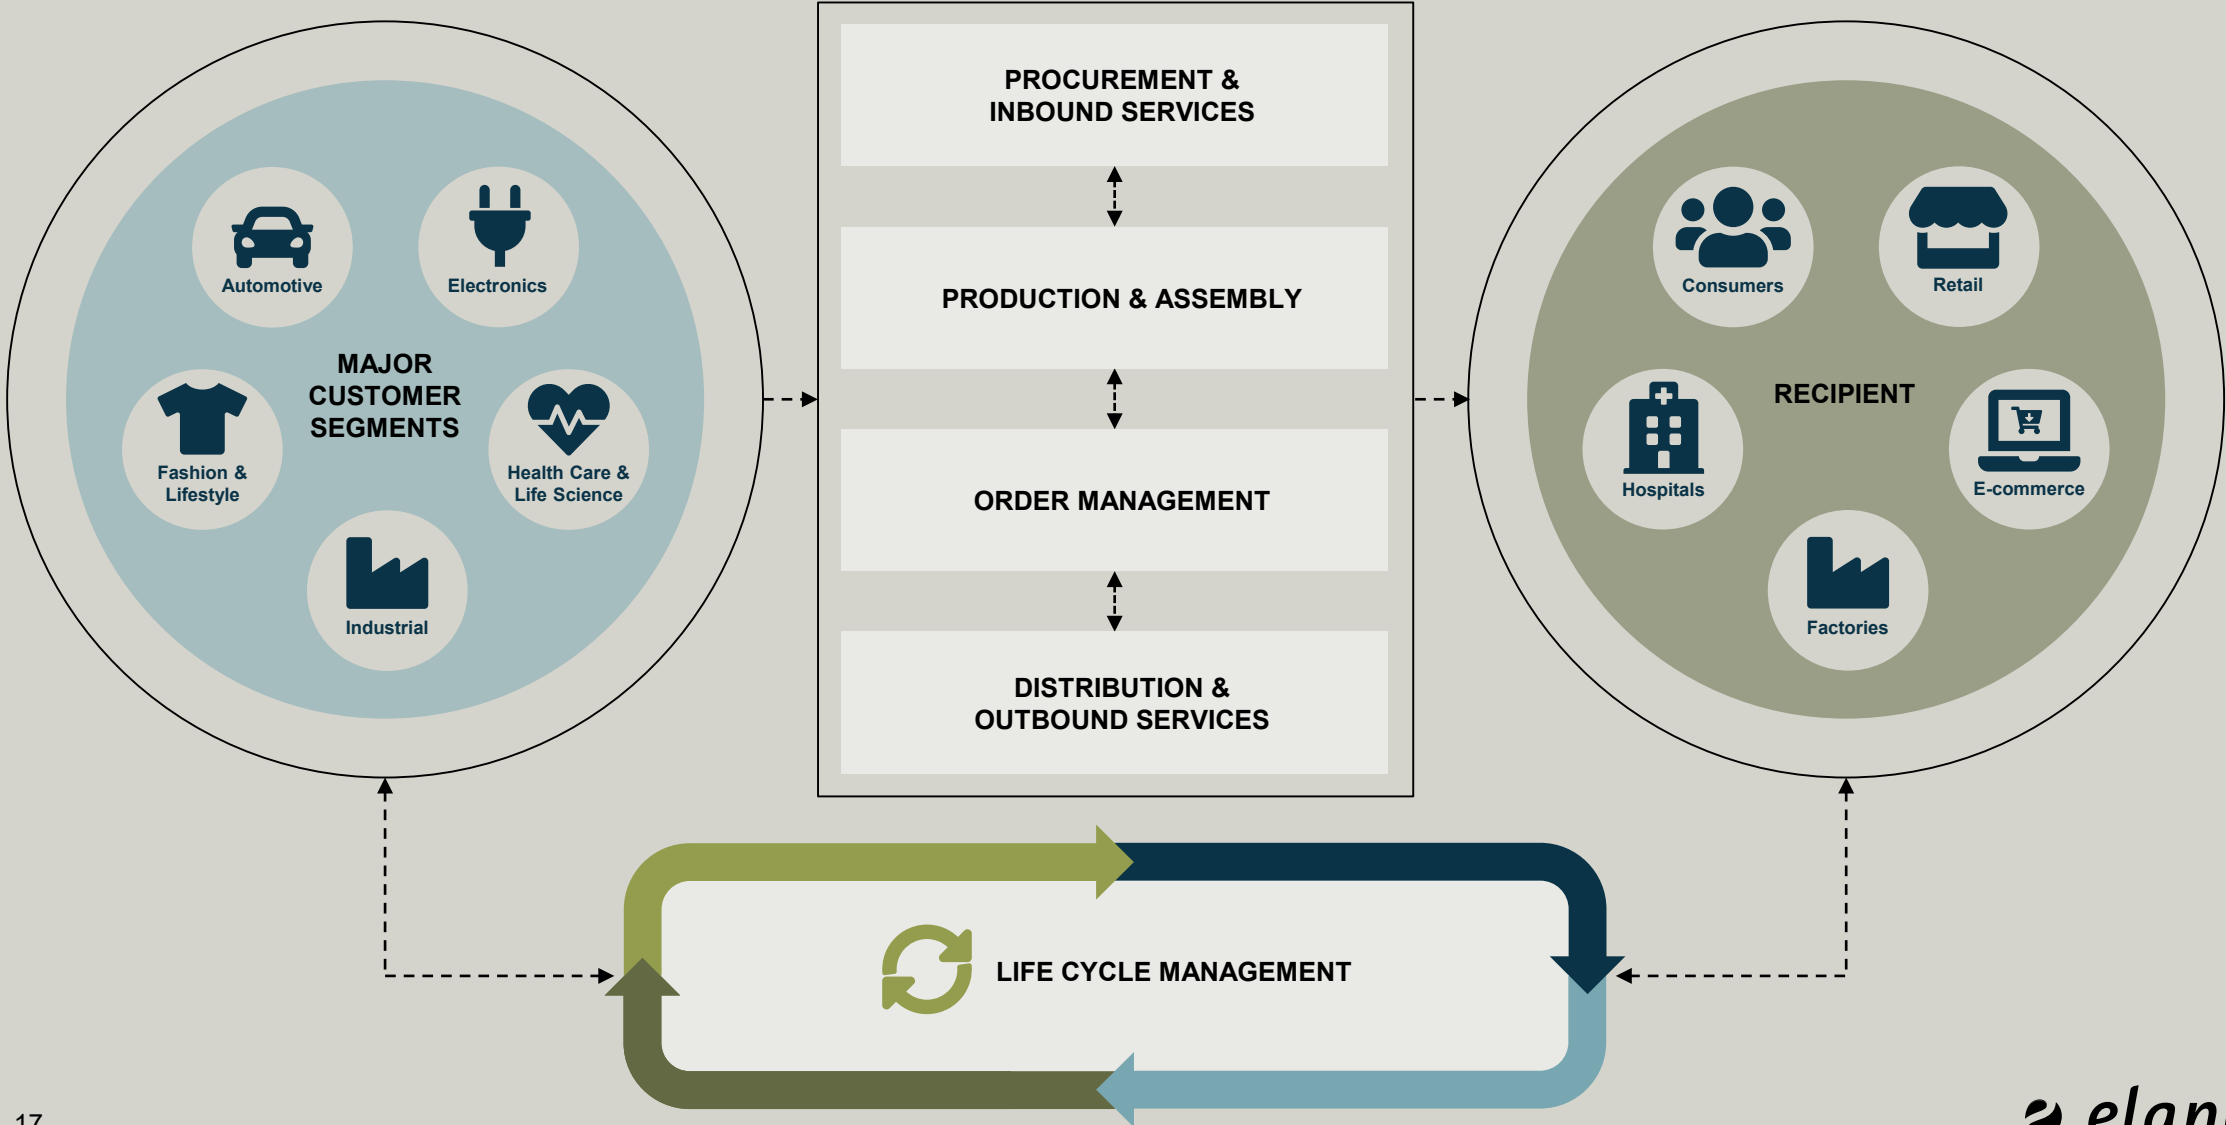 Automotive
Electronics
MAJOR
CUSTOMER
SEGMENTS
Fashion &
Lifestyle
Health Care &
Life Science
Industrial
PROCUREMENT &
INBOUND SERVICES
PRODUCTION & ASSEMBLY
ORDER MANAGEMENT
DISTRIBUTION &
OUTBOUND SERVICES
Consumers
Retail
RECIPIENT
Hospitals
E-commerce
Factories
LIFE CYCLE MANAGEMENT
17